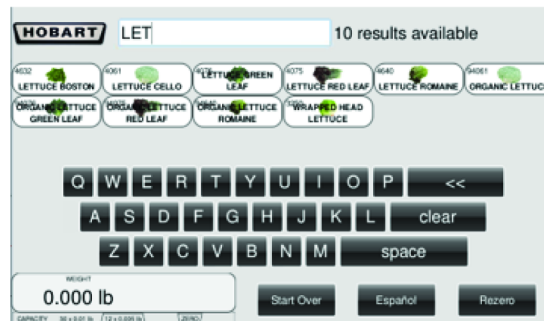 HOBART
LET
10 results available
4632
LETTUCE BOSTON
4061
LETTUCE CELLO
4076
LETTUCE GREEN
LEAF
4075
LETTUCE RED LEAF
4640
LETTUCE ROMAINE
94061
ORGANIC LETTUC
ORGANIC LETTUCE
GREEN LEAF
ORGANIC LETTUCE
RED LEAF
ORGANIC LETTUCE
ROMAINE
WRAPPED HEAD
LETTUCE
Q W E R T Y U I O P <<
A S D F G H J K L clear
Z X C V B N M space
WEIGHT
0.000 lb
Start Over
Español
Rezero
CAPACITY
ZERO